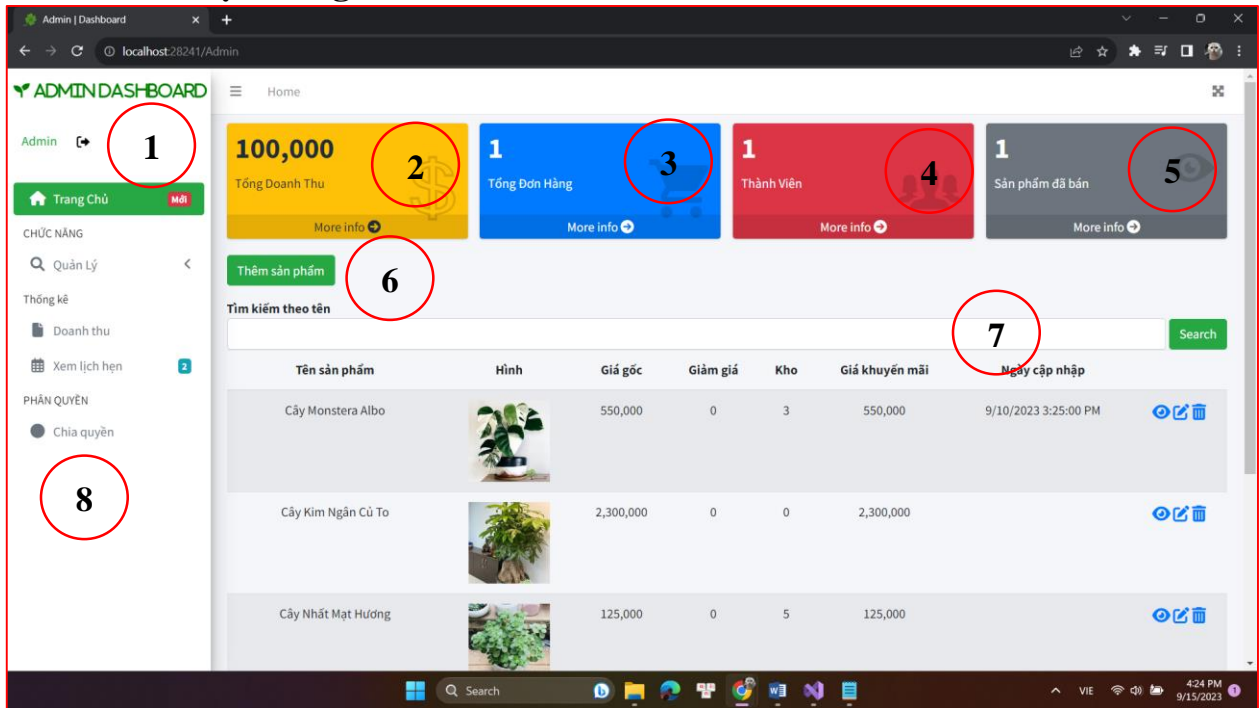 Admin | Dashboard
localhost:28241/Admin
ADMIN DASHBOARD
Home
Admin
1
100,000
Tổng Doanh Thu
2
More info
1
Tổng Đơn Hàng
3
More info
1
Thành Viên
4
More info
1
Sản phẩm đã bán
5
More info
Trang Chủ Mới
CHỨC NĂNG
Quản Lý
Thống kê
Doanh thu
Xem lịch hẹn 2
PHÂN QUYỀN
Chia quyền
8
Thêm sản phẩm
6
Tìm kiếm theo tên
7
Search
Tên sản phẩm Hình Giá gốc Giảm giá Kho Giá khuyến mãi Ngày cập nhập
Cây Monstera Albo 550,000 0 3 550,000 9/10/2023 3:25:00 PM
Cây Kim Ngân Củ To 2,300,000 0 0 2,300,000
Cây Nhất Mạt Hương 125,000 0 5 125,000
Search
VIE
4:24 PM
9/15/2023
1